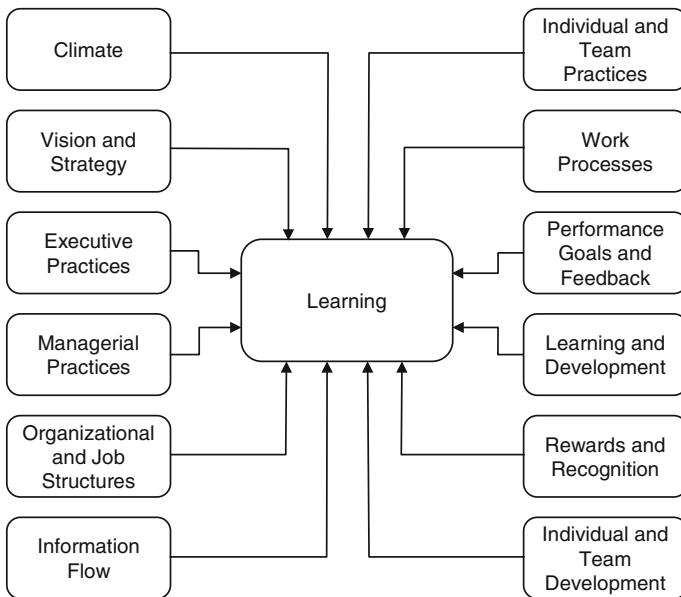 Climate
Vision and
Strategy
Executive
Practices
Managerial
Practices
Organizational
and Job
Structures
Information
Flow
Learning
Individual and
Team
Practices
Work
Processes
Performance
Goals and
Feedback
Learning and
Development
Rewards and
Recognition
Individual and
Team
Development